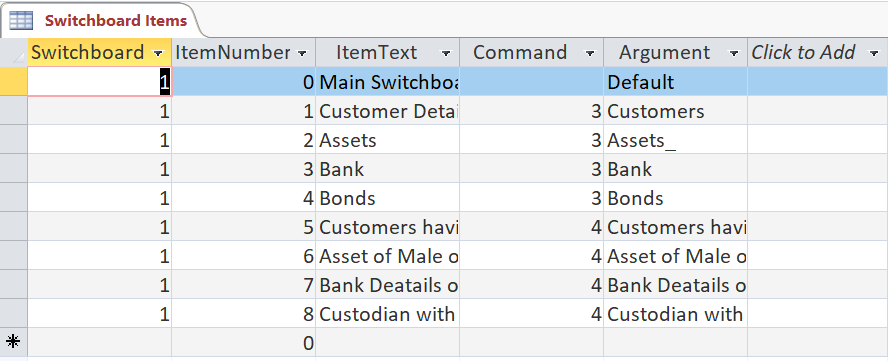 Switchboard Items
Switchboard ItemNumber ItemText Command Argument Click to Add
1 0 Main Switchboa Default
1 1 Customer Detai 3 Customers
1 2 Assets 3 Assets_
1 3 Bank 3 Bank
1 4 Bonds 3 Bonds
1 5 Customers havi 4 Customers havi
1 6 Asset of Male o 4 Asset of Male o
1 7 Bank Deatails o 4 Bank Deatails o
1 8 Custodian with 4 Custodian with
0